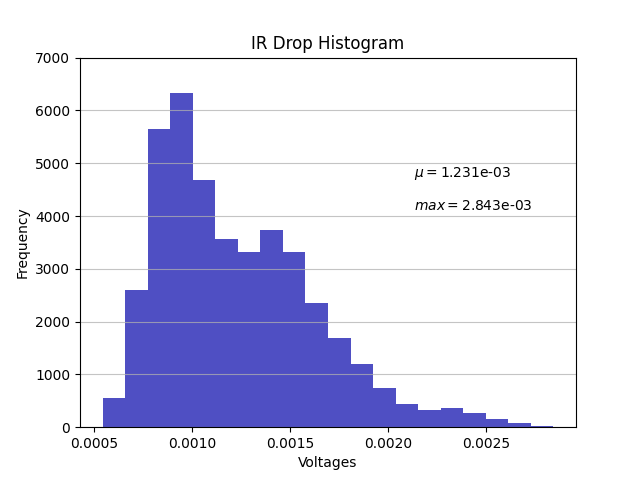 IR Drop Histogram
7000
6000
5000
4000
3000
2000
1000
0
Frequency
μ = 1.231e-03
max = 2.843e-03
0.0005 0.0010 0.0015 0.0020 0.0025
Voltages